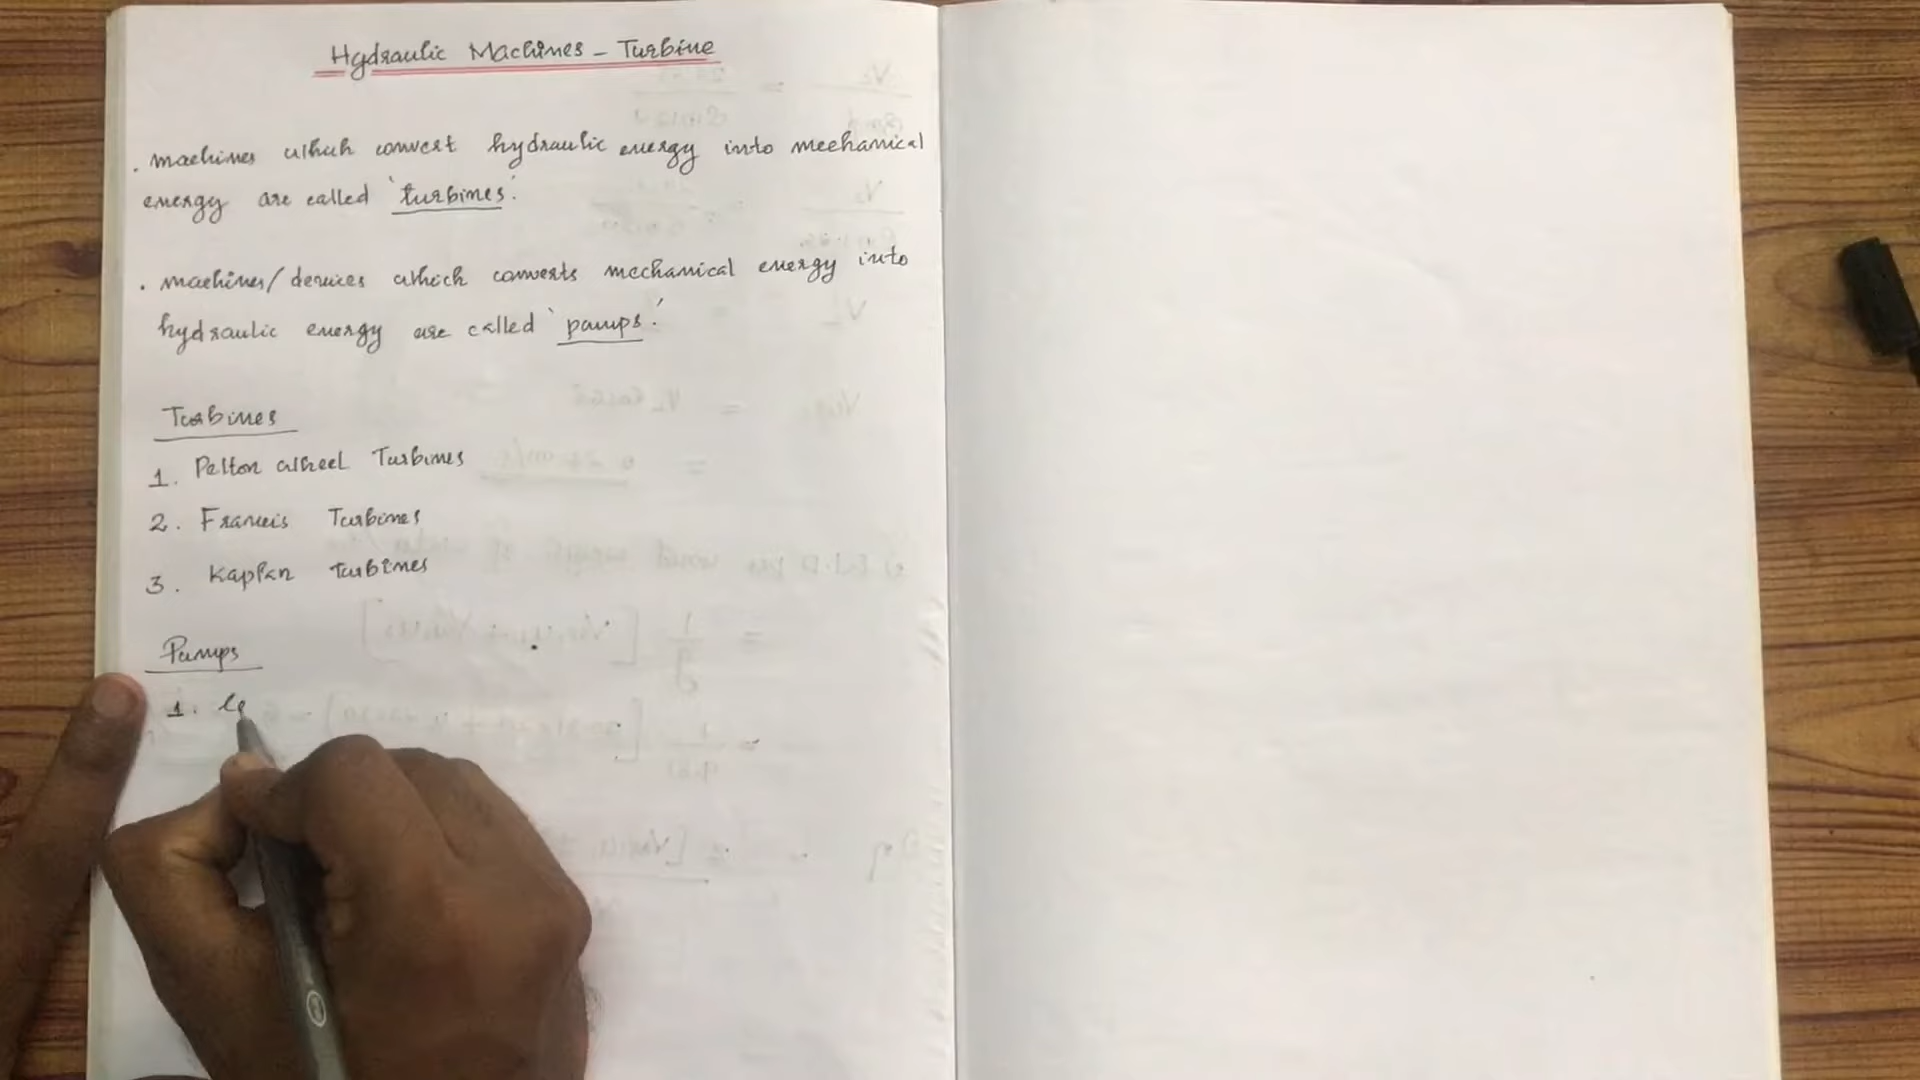 Hydraulic Machines - Turbine
. machines which convert hydraulic energy into mechanical
energy are called 'turbines'.
. machines/devices which converts mechanical energy into
hydraulic energy are called 'pumps'.
Turbines
1. Pelton wheel Turbines
2. Francis Turbines
3. Kaplan Turbines
Pumps
1. Ce